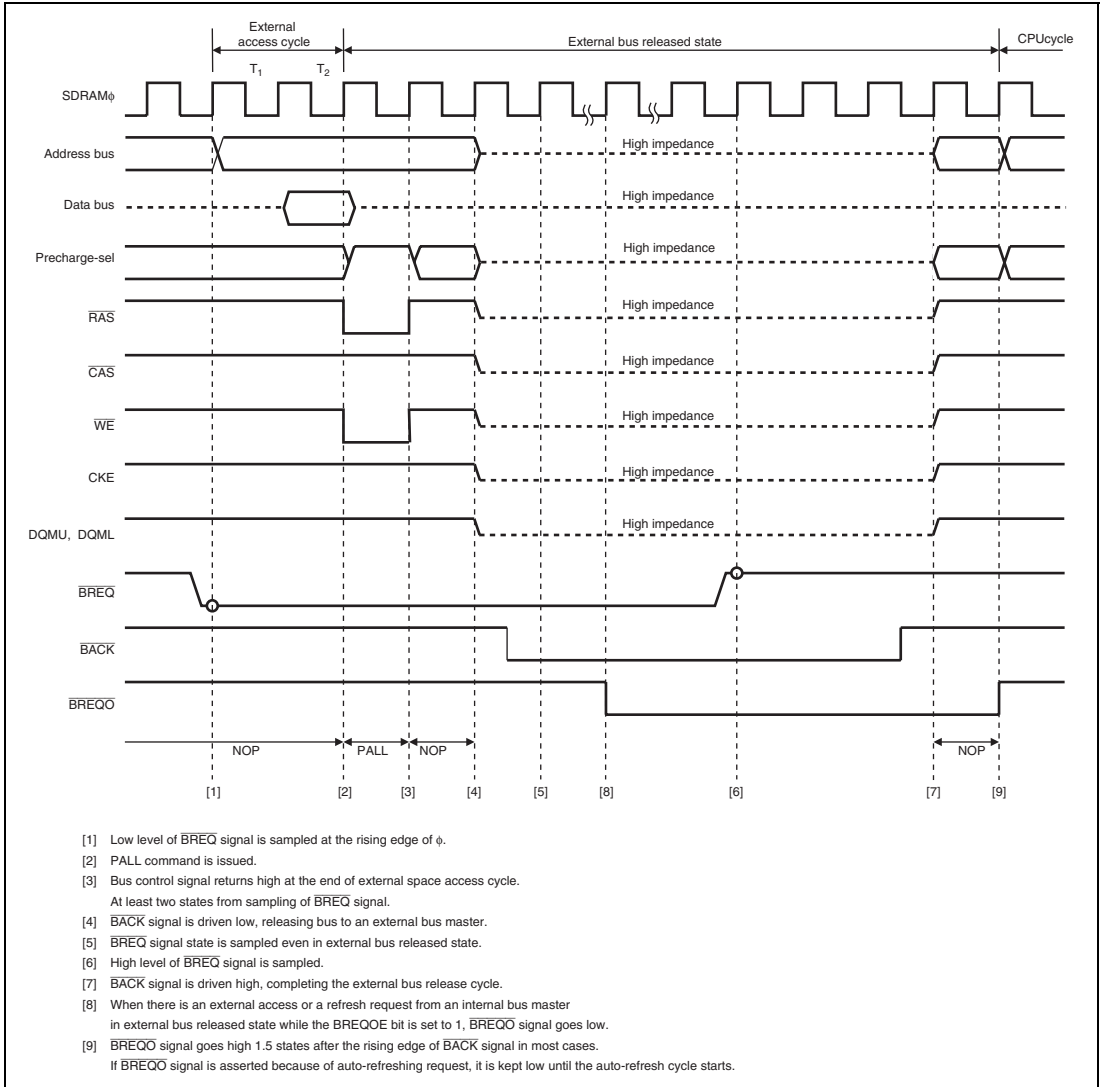 External
access cycle
External bus released state
CPUcycle
T1
T2
SDRAMϕ
Address bus
High impedance
Data bus
High impedance
Precharge-sel
High impedance
RAS
High impedance
CAS
High impedance
WE
High impedance
CKE
High impedance
DQMU, DQML
High impedance
BREQ
BACK
BREQO
NOP
PALL
NOP
NOP
[1]
[2]
[3]
[4]
[5]
[8]
[6]
[7]
[9]
[1] Low level of BREQ signal is sampled at the rising edge of ϕ.
[2] PALL command is issued.
[3] Bus control signal returns high at the end of external space access cycle.
At least two states from sampling of BREQ signal.
[4] BACK signal is driven low, releasing bus to an external bus master.
[5] BREQ signal state is sampled even in external bus released state.
[6] High level of BREQ signal is sampled.
[7] BACK signal is driven high, completing the external bus release cycle.
[8] When there is an external access or a refresh request from an internal bus master
in external bus released state while the BREQOE bit is set to 1, BREQO signal goes low.
[9] BREQO signal goes high 1.5 states after the rising edge of BACK signal in most cases.
If BREQO signal is asserted because of auto-refreshing request, it is kept low until the auto-refresh cycle starts.